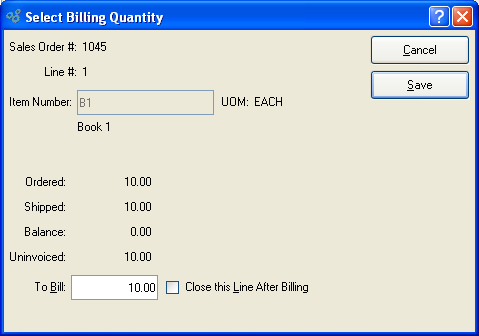 Select Billing Quantity
Sales Order #: 1045
Cancel
Line #: 1
Save
Item Number: B1 UOM: EACH
Book 1
Ordered: 10.00
Shipped: 10.00
Balance: 0.00
Uninvoiced: 10.00
To Bill: 10.00 Close this Line After Billing